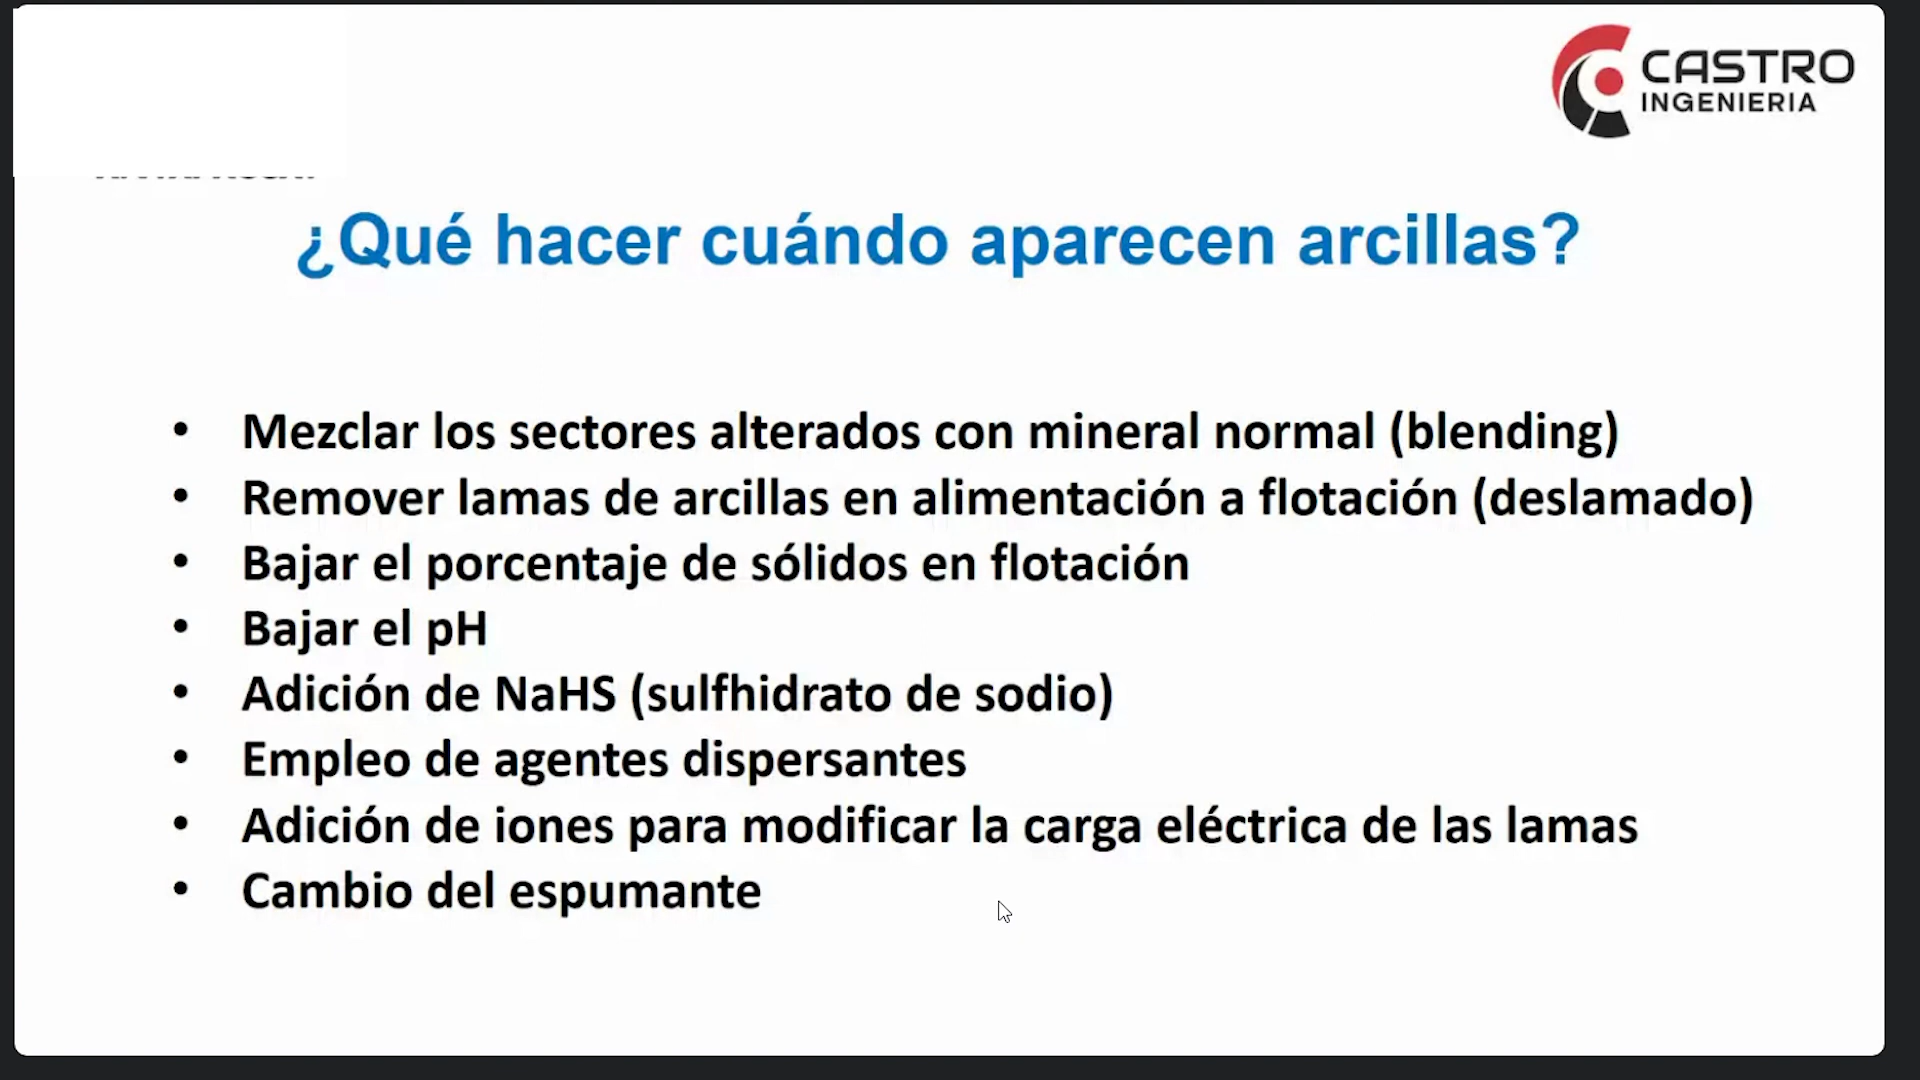 CASTRO
INGENIERIA
¿Qué hacer cuándo aparecen arcillas?
• Mezclar los sectores alterados con mineral normal (blending)
• Remover lamas de arcillas en alimentación a flotación (deslamado)
• Bajar el porcentaje de sólidos en flotación
• Bajar el pH
• Adición de NaHS (sulfhidrato de sodio)
• Empleo de agentes dispersantes
• Adición de iones para modificar la carga eléctrica de las lamas
• Cambio del espumante